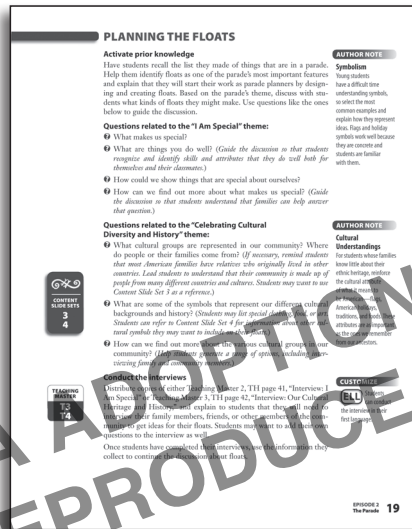 PLANNING THE FLOATS
Activate prior knowledge
Have students recall the list they made of things that are in a parade.
Help them identify floats as one of the parade's most important features
and explain that they will start their work as parade planners by design-
ing and creating floats. Based on the parade's theme, discuss with stu-
dents what kinds of floats they might make. Use questions like the ones
below to guide the discussion.
Questions related to the "I Am Special" theme:
What makes us special?
What are things you do well? (Guide the discussion so that students
recognize and identify skills and attributes that they do well both for
themselves and their classmates.)
How could we show things that are special about ourselves?
How can we find out more about what makes us special? (Guide
the discussion so that students understand that families can help answer
that question.)
Questions related to the "Celebrating Cultural
Diversity and History" theme:
What cultural groups are represented in our community? Where
do people or their families come from? (If necessary, remind students
that most American families have relatives who originally lived in other
countries. Lead students to understand that their community is made up of
people from many different countries and cultures. Students may want to use
Content Slide Set 3 as a reference.)
What are some of the symbols that represent our different cultural
backgrounds and history? (Students may list special clothing, food, or art.
Students can refer to Content Slide Set 4 for information about other cul-
tural symbols they may want to include on their floats.)
How can we find out more about the various cultural groups in our
community? (Help students generate a range of options, including inter-
viewing family and community members.)
Conduct the interviews
Distribute copies of either Teaching Master 2, TH page 41, "Interview: I
Am Special" or Teaching Master 3, TH page 42, "Interview: Our Cultural
Heritage and History," and explain to students that they will need to
interview their family members, friends, or other members of the com-
munity to get ideas for their floats. Students may want to add their own
questions to the interview as well.
Once students have completed their interviews, use the information they
collect to continue the discussion about floats.
AUTHOR NOTE
Symbolism
Young students
have a difficult time
understanding symbols,
so select the most
common examples and
explain how they represent
ideas. Flags and holiday
symbols work well because
they are concrete and
students are familiar
with them.
AUTHOR NOTE
Cultural
Understandings
For students whose families
know little about their
ethnic heritage, reinforce
the cultural attributes
of what it means to
be American—flags,
American holidays,
traditions, and foods. These
attributes are as important
as the ones we remember
from our ancestors.
CUSTOMIZE
ELL Students
can conduct
the interview in their
first language.
CONTENT
SLIDE SETS
3
4
TEACHING
MASTER
T3
T4
EPISODE 2
The Parade 19